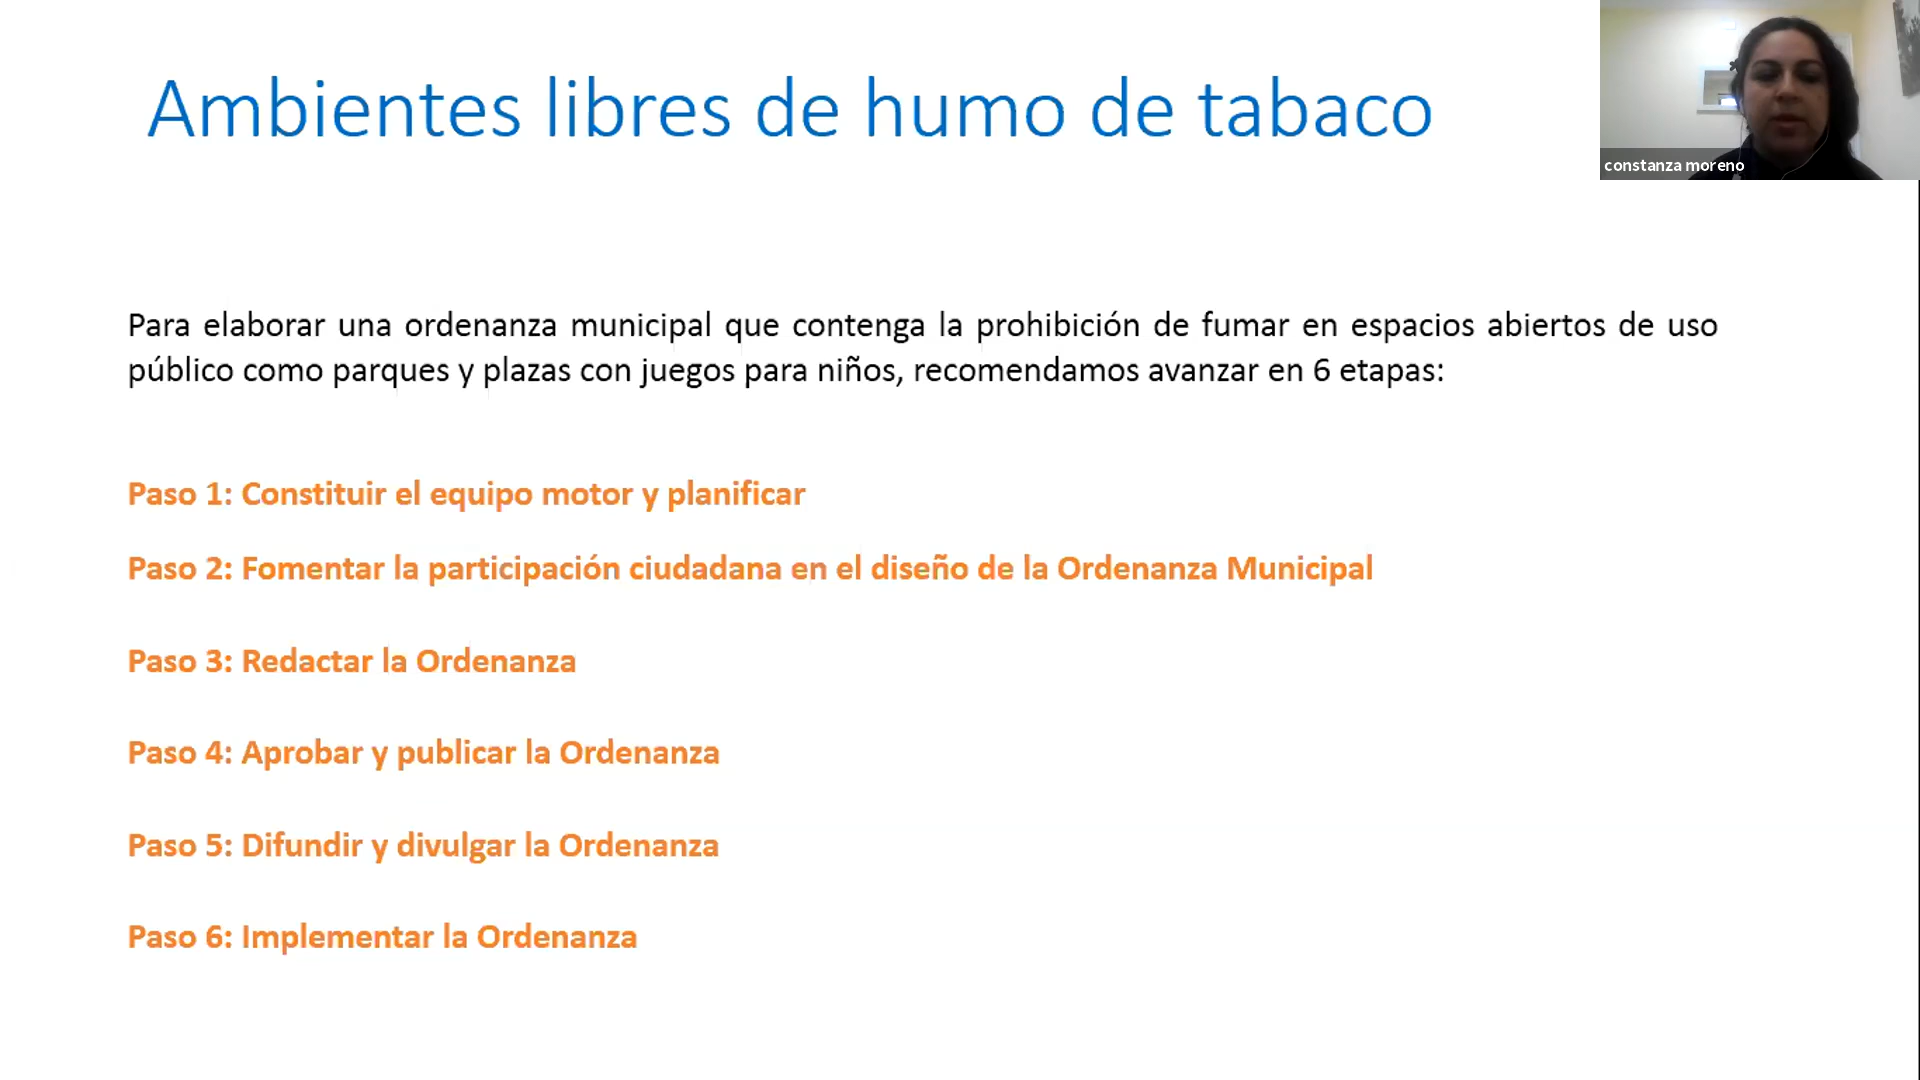 Ambientes libres de humo de tabaco
constanza moreno
Para elaborar una ordenanza municipal que contenga la prohibición de fumar en espacios abiertos de uso
público como parques y plazas con juegos para niños, recomendamos avanzar en 6 etapas:
Paso 1: Constituir el equipo motor y planificar
Paso 2: Fomentar la participación ciudadana en el diseño de la Ordenanza Municipal
Paso 3: Redactar la Ordenanza
Paso 4: Aprobar y publicar la Ordenanza
Paso 5: Difundir y divulgar la Ordenanza
Paso 6: Implementar la Ordenanza